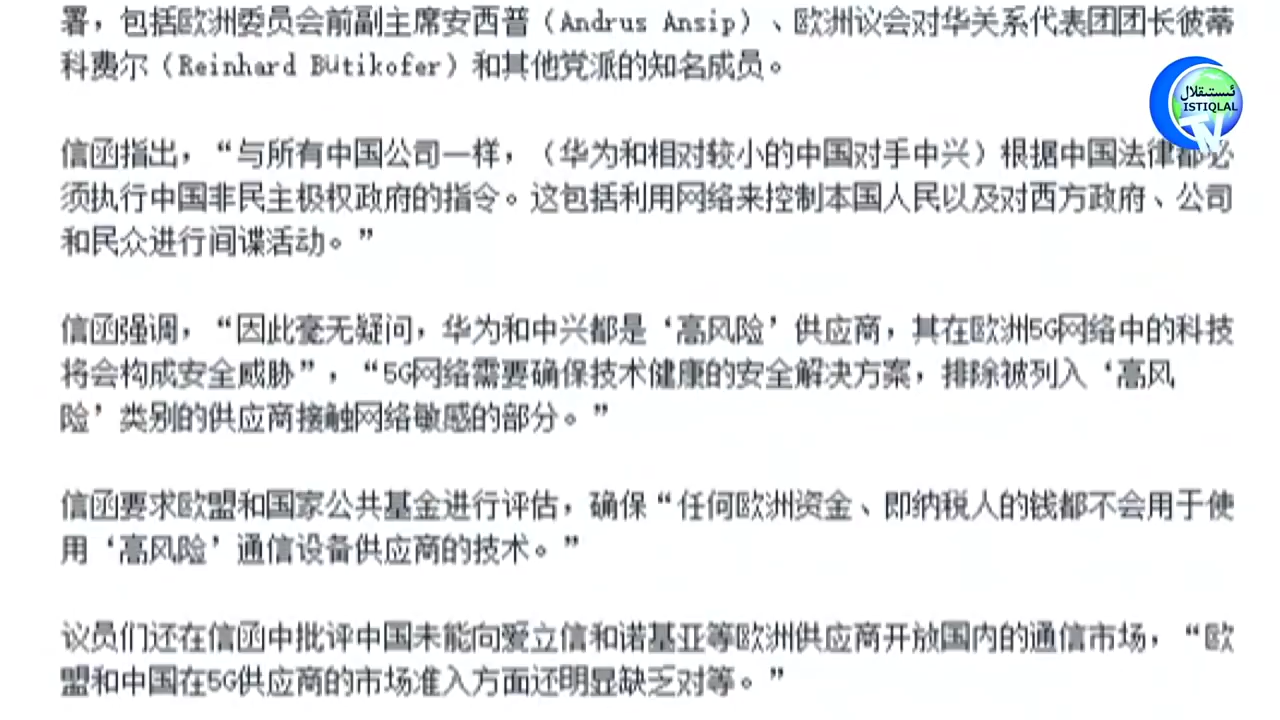 署，包括欧洲委员会前副主席安西普（Andrus Ansip）、欧洲议会对华关系代表团团长彼蒂
科费尔（Reinhard Bütikofer）和其他党派的知名成员。
信函指出，“与所有中国公司一样，（华为和相对较小的中国对手中兴）根据中国法律都必
须执行中国非民主极权政府的指令。这包括利用网络来控制本国人民以及对西方政府、公司
和民众进行间谍活动。”
信函强调，“因此毫无疑问，华为和中兴都是‘高风险’供应商，其在欧洲5G网络中的科技
将会构成安全威胁”，“5G网络需要确保技术健康的安全解决方案，排除被列入‘高风
险’类别的供应商接触网络敏感的部分。”
信函要求欧盟和国家公共基金进行评估，确保“任何欧洲资金、即纳税人的钱都不会用于使
用‘高风险’通信设备供应商的技术。”
议员们还在信函中批评中国未能向爱立信和诺基亚等欧洲供应商开放国内的通信市场，“欧
盟和中国在5G供应商的市场准入方面还明显缺乏对等。”
ئىستىقلال
ISTIQLAL
TV